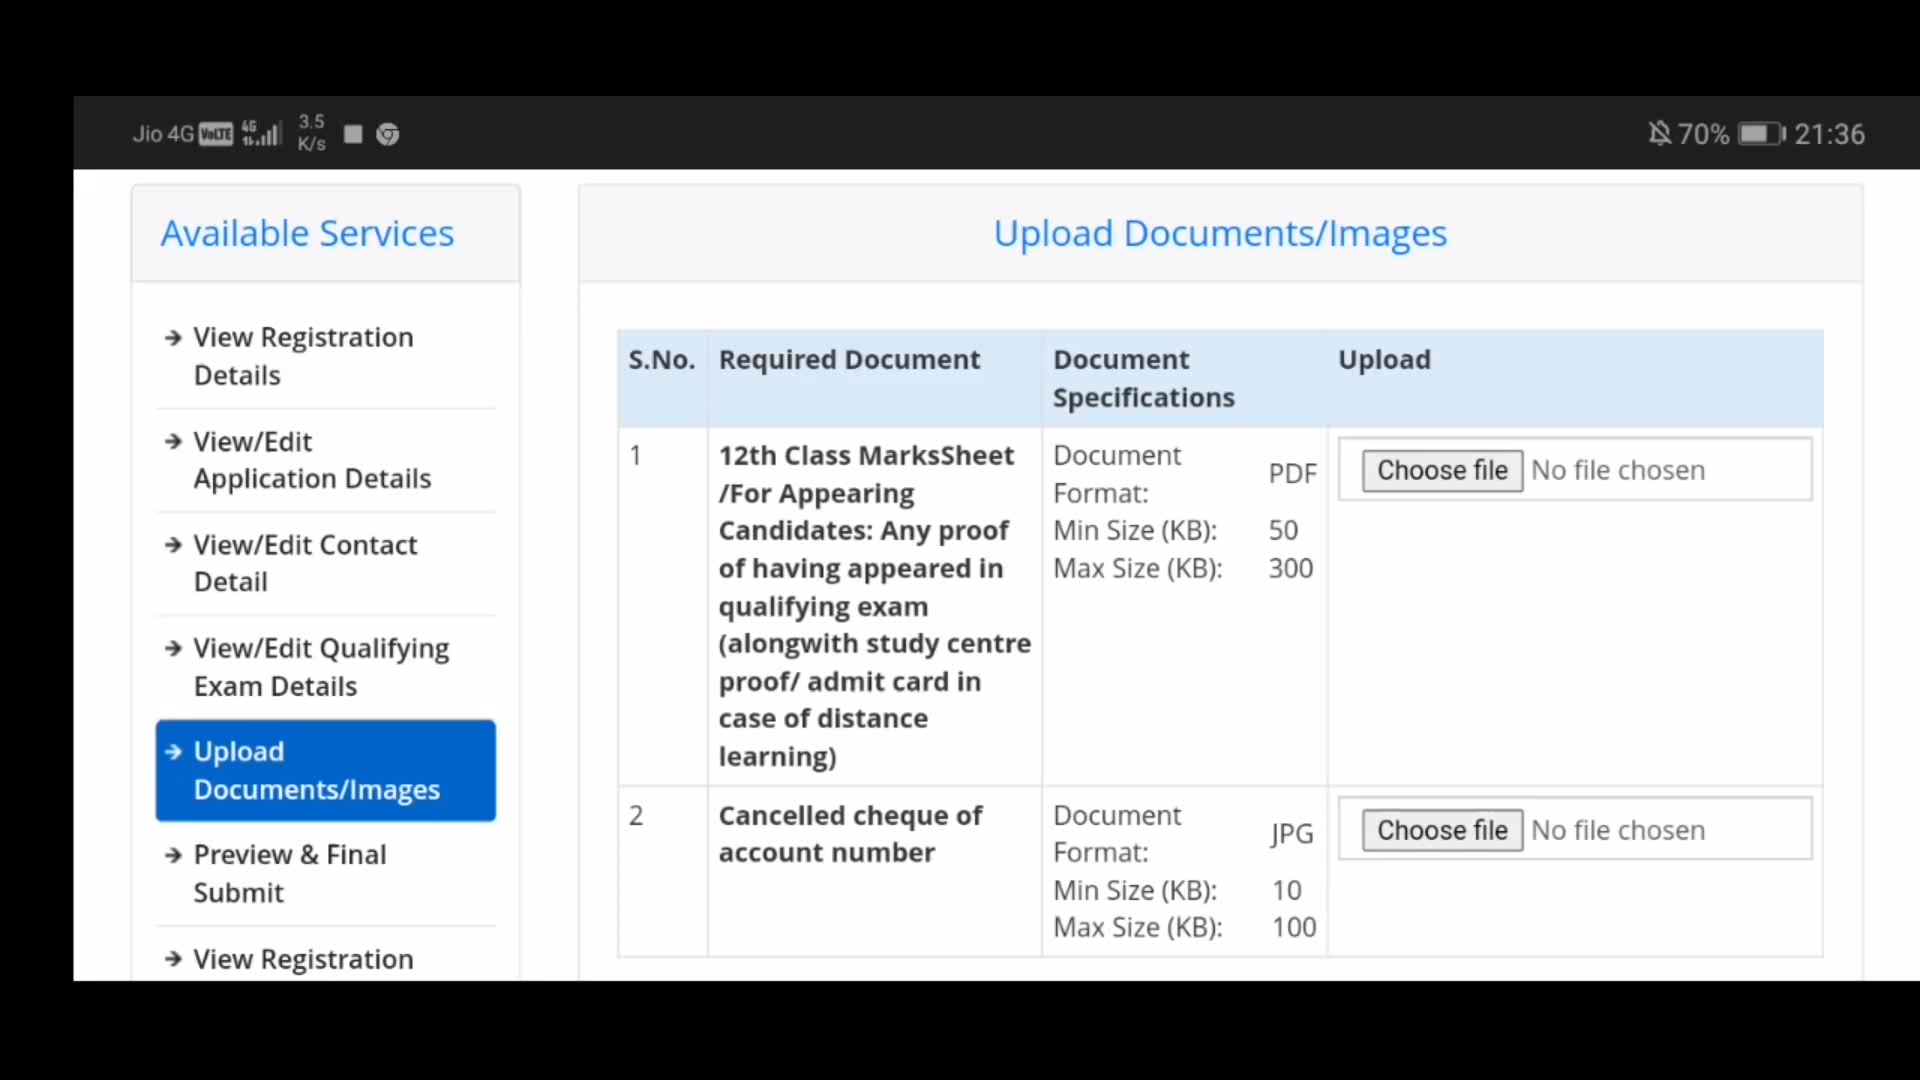 Jio 4G VoLTE 4G 3.5 K/s 70% 21:36
Available Services
View Registration
Details
View/Edit
Application Details
View/Edit Contact
Detail
View/Edit Qualifying
Exam Details
Upload
Documents/Images
Preview & Final
Submit
View Registration
Upload Documents/Images
S.No. Required Document Document Specifications Upload
1
12th Class MarksSheet
/For Appearing
Candidates: Any proof
of having appeared in
qualifying exam
(alongwith study centre
proof/ admit card in
case of distance
learning)
Document
Format: PDF
Min Size (KB): 50
Max Size (KB): 300
Choose file No file chosen
2
Cancelled cheque of
account number
Document
Format: JPG
Min Size (KB): 10
Max Size (KB): 100
Choose file No file chosen